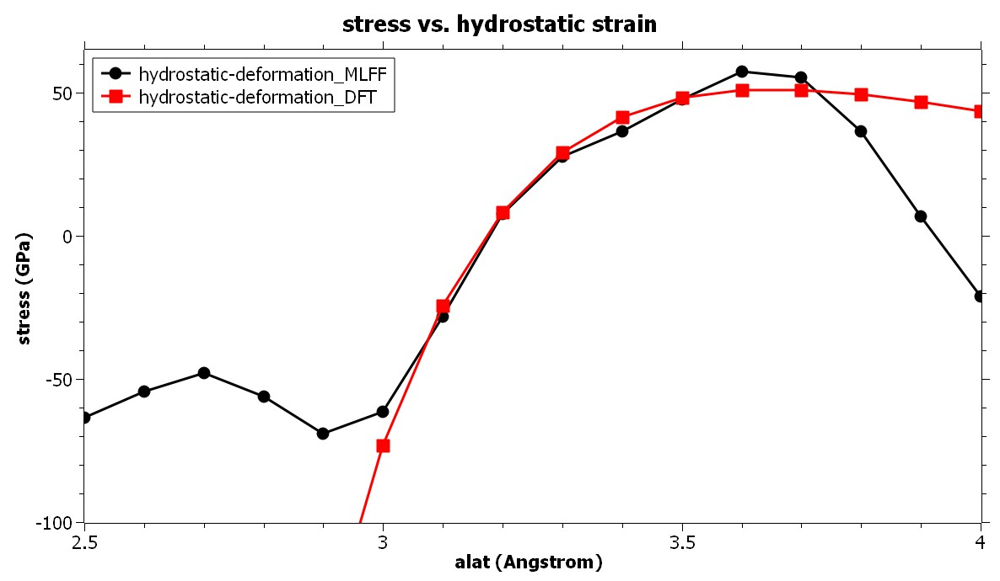 stress vs. hydrostatic strain
hydrostatic-deformation_MLFF
hydrostatic-deformation_DFT
50
0
-50
-100
stress (GPa)
2.5 3 3.5 4
alat (Angstrom)